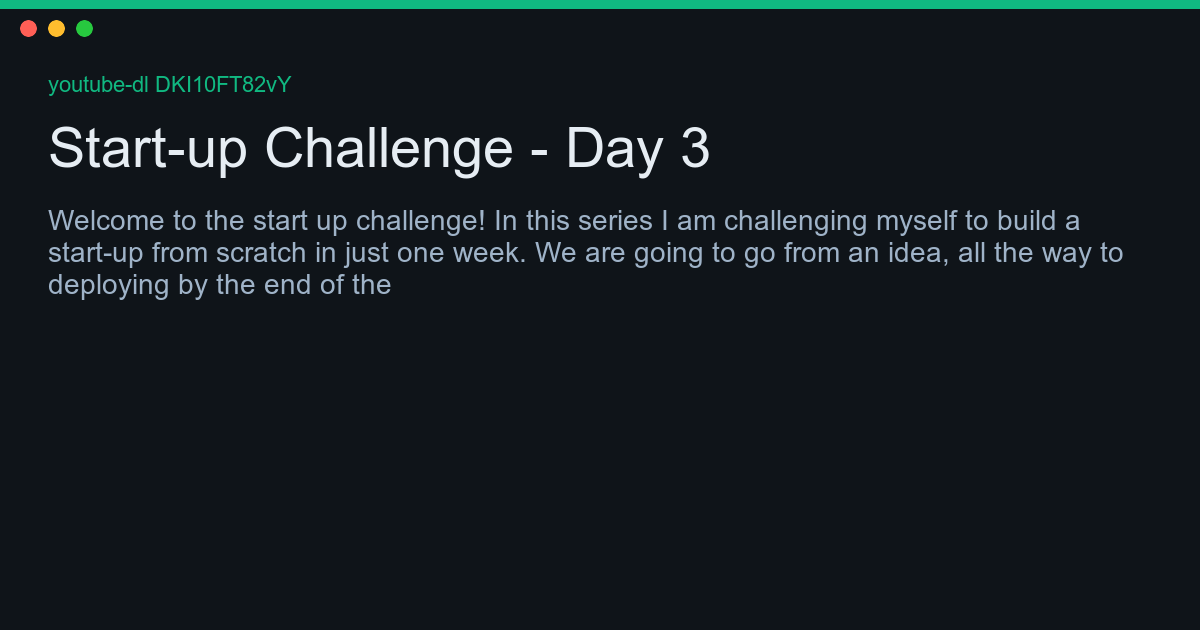 youtube-dl DKI10FT82vY
Start-up Challenge - Day 3
Welcome to the start up challenge! In this series I am challenging myself to build a
start-up from scratch in just one week. We are going to go from an idea, all the way to
deploying by the end of the